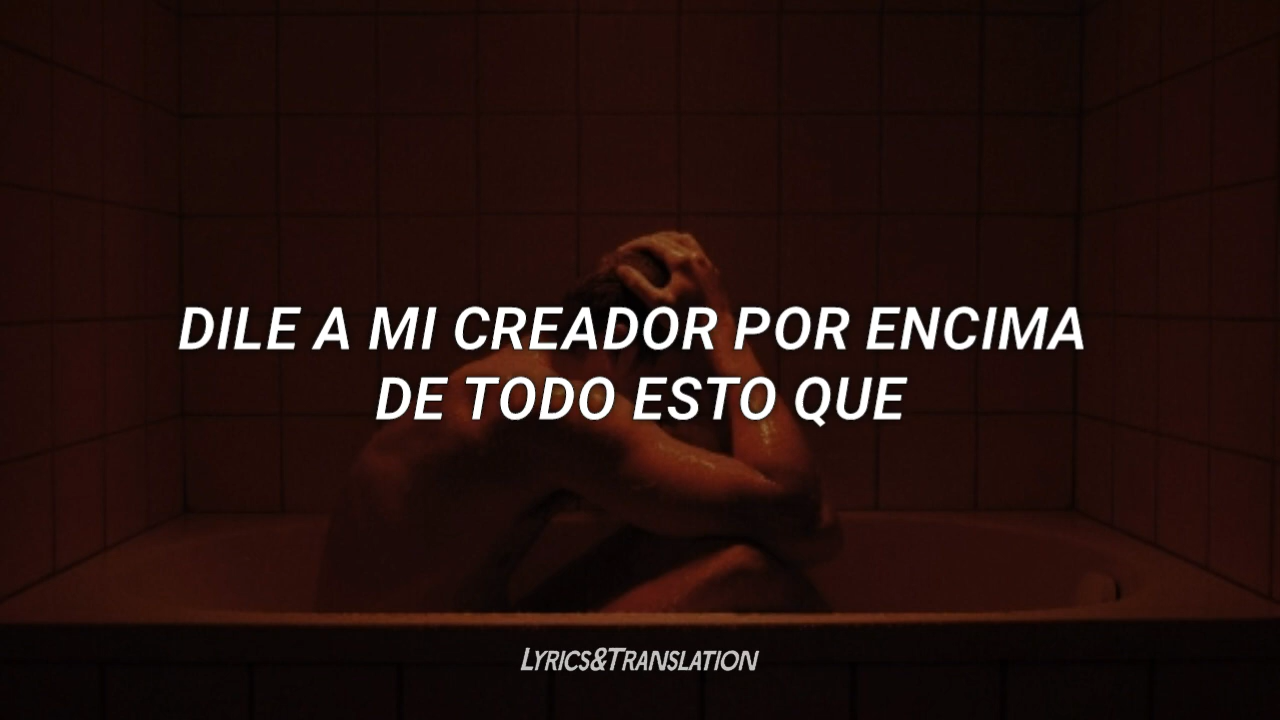 DILE A MI CREADOR POR ENCIMA
DE TODO ESTO QUE
LYRICS&TRANSLATION